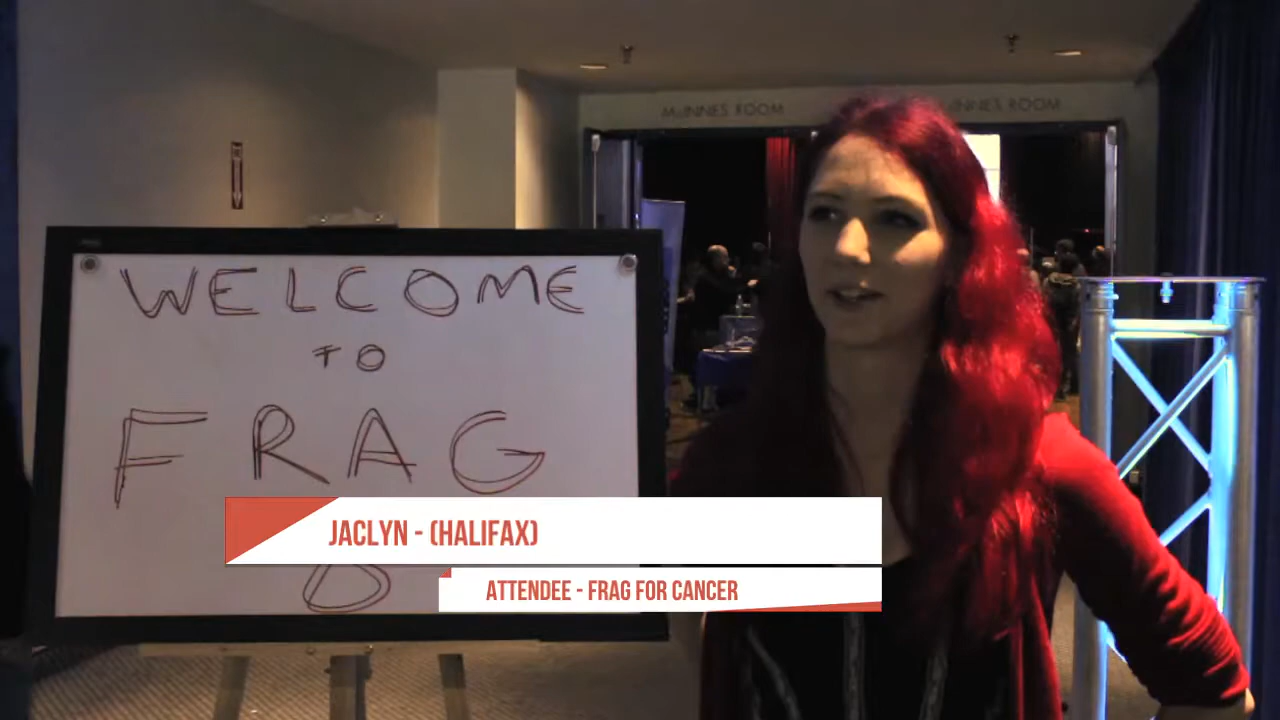 McINNES ROOM
McINNES ROOM
WELCOME
TO
FRAG
JACLYN - (HALIFAX)
ATTENDEE - FRAG FOR CANCER